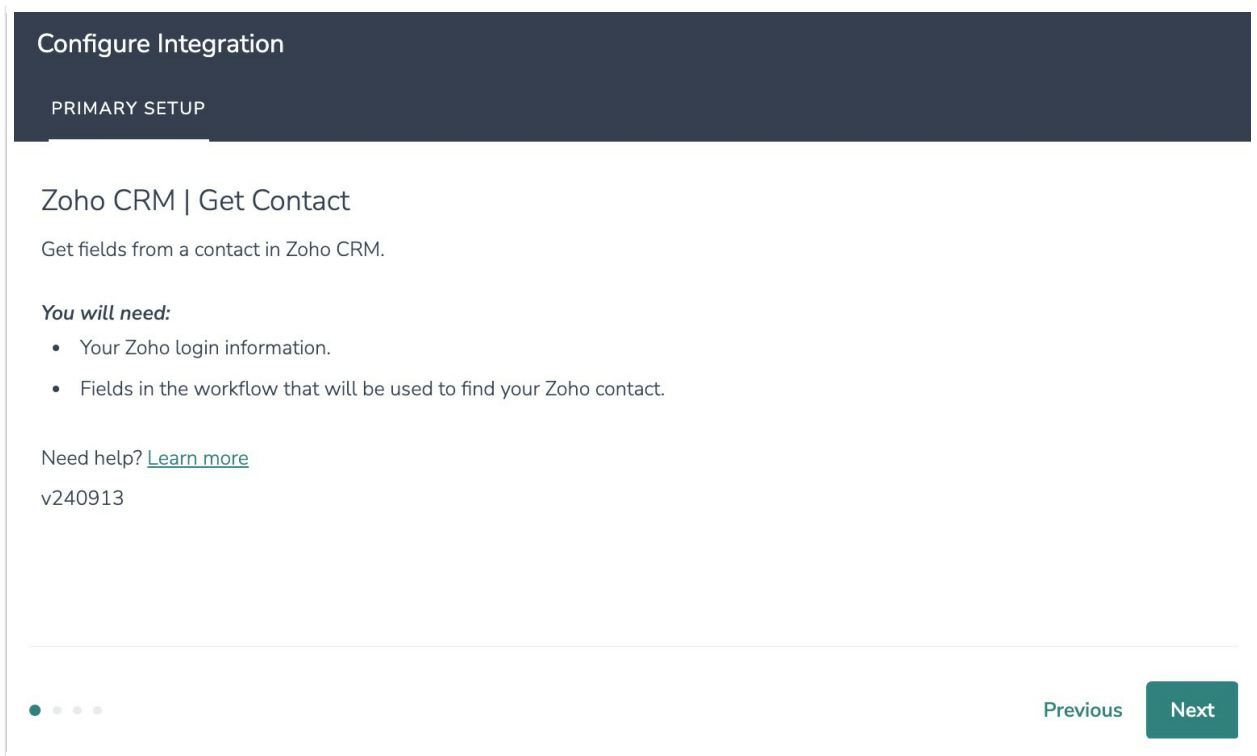 Configure Integration
PRIMARY SETUP
Zoho CRM | Get Contact
Get fields from a contact in Zoho CRM.
You will need:
• Your Zoho login information.
• Fields in the workflow that will be used to find your Zoho contact.
Need help? Learn more
v240913
Previous Next